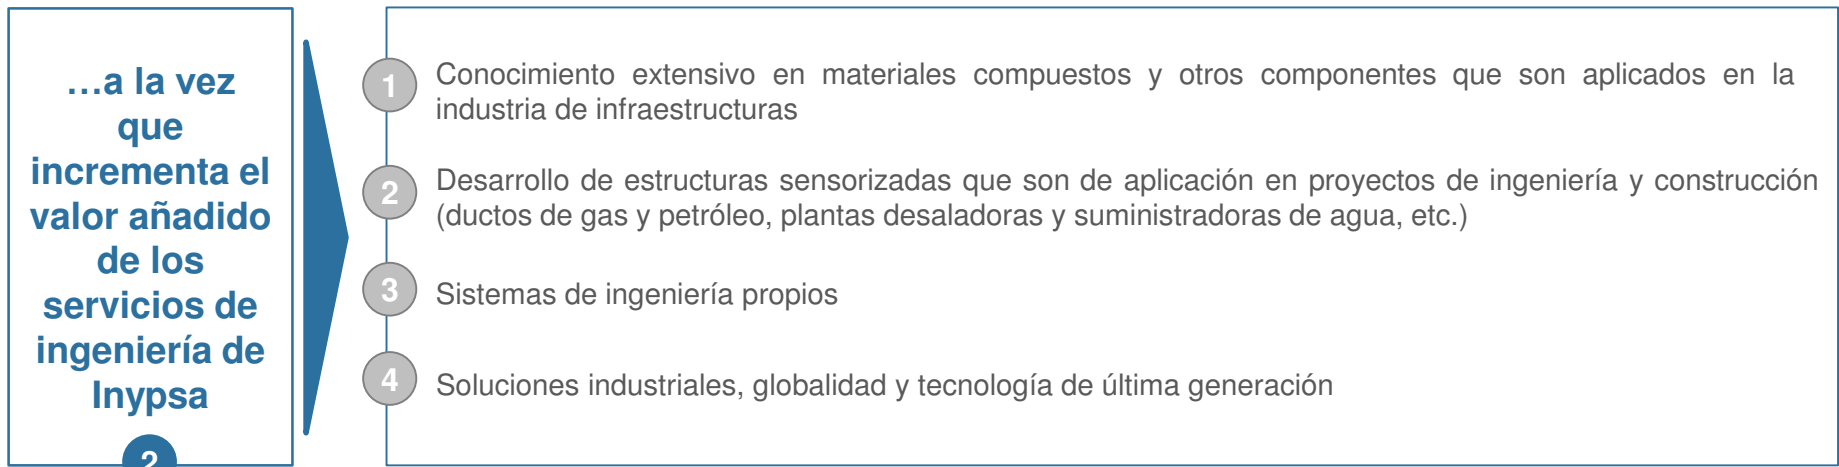 …a la vez
que
incrementa el
valor añadido
de los
servicios de
ingeniería de
Inypsa
2
1
Conocimiento extensivo en materiales compuestos y otros componentes que son aplicados en la
industria de infraestructuras
2
Desarrollo de estructuras sensorizadas que son de aplicación en proyectos de ingeniería y construcción
(ductos de gas y petróleo, plantas desaladoras y suministradoras de agua, etc.)
3
Sistemas de ingeniería propios
4
Soluciones industriales, globalidad y tecnología de última generación